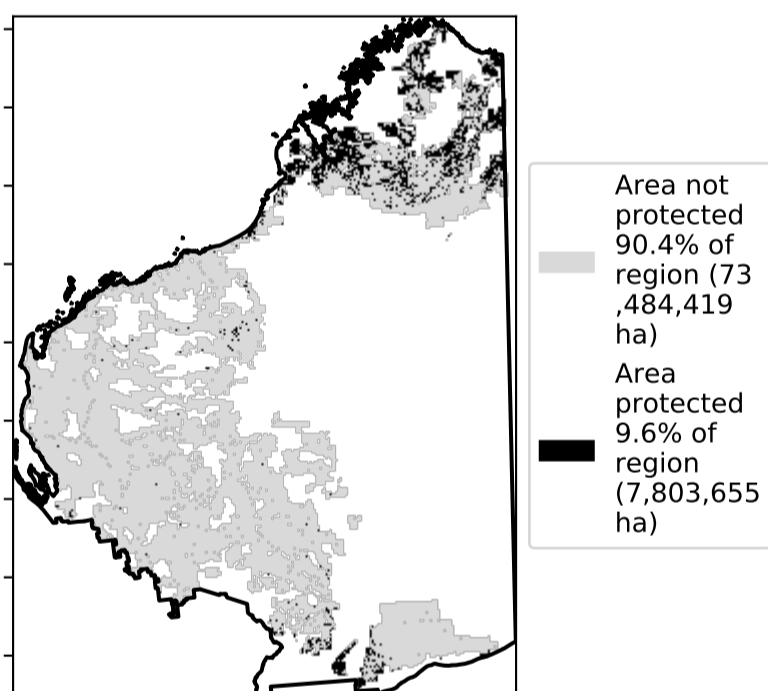 Area not
protected
90.4% of
region (73
,484,419
ha)
Area
protected
9.6% of
region
(7,803,655
ha)